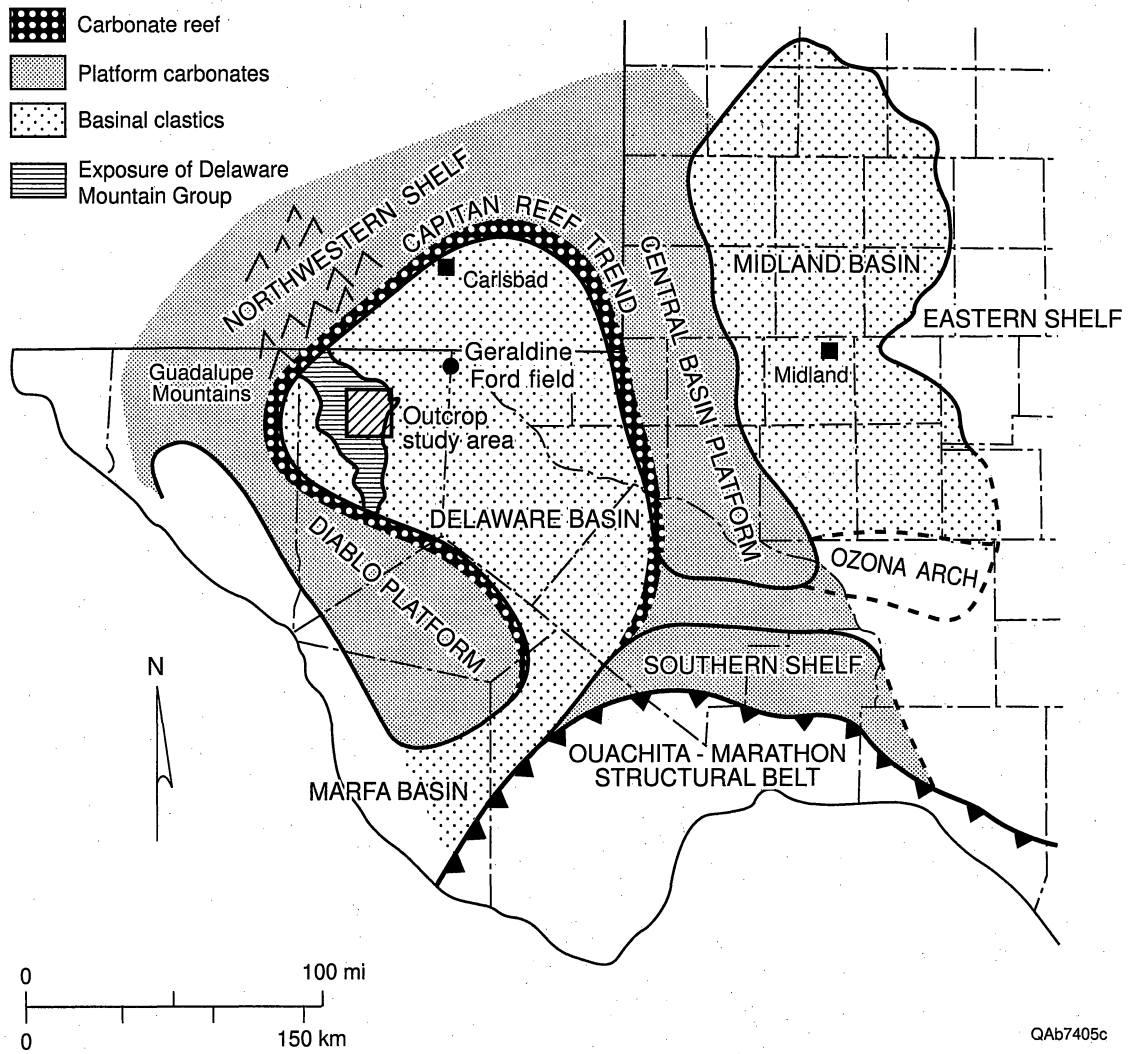 Carbonate reef
Platform carbonates
Basinal clastics
Exposure of Delaware
Mountain Group
NORTHWESTERN SHELF
CAPITAN REEF TREND
Carlsbad
CENTRAL BASIN PLATFORM
MIDLAND BASIN
EASTERN SHELF
Midland
Guadalupe
Mountains
Geraldine
Ford field
Outcrop
study area
DELAWARE BASIN
DIABLO PLATFORM
OZONA ARCH
SOUTHERN SHELF
N
OUACHITA - MARATHON
STRUCTURAL BELT
MARFA BASIN
0 100 mi
0 150 km
QAb7405c